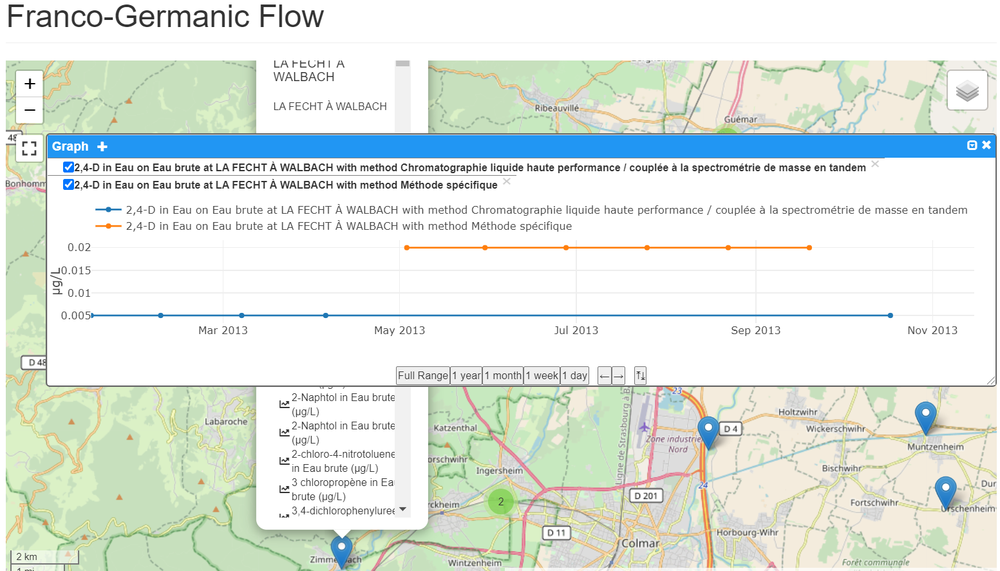 Franco-Germanic Flow
LA FECHT À
WALBACH
LA FECHT À WALBACH
+
−
Ribeauvillé
Guémar
48
Graph
2,4-D in Eau on Eau brute at LA FECHT À WALBACH with method Chromatographie liquide haute performance / couplée à la spectrométrie de masse en tandem
2,4-D in Eau on Eau brute at LA FECHT À WALBACH with method Méthode spécifique
2,4-D in Eau on Eau brute at LA FECHT À WALBACH with method Chromatographie liquide haute performance / couplée à la spectrométrie de masse en tandem
2,4-D in Eau on Eau brute at LA FECHT À WALBACH with method Méthode spécifique
Bonhomm
0.02
0.015
0.01
0.005
µg/L
Mar 2013
May 2013
Jul 2013
Sep 2013
Nov 2013
D 48
Full Range 1 year 1 month 1 week 1 day ← →
2-Naphtol in Eau brute
(µg/L)
2-Naphtol in Eau brute
(µg/L)
2-chloro-4-nitrotoluene
in Eau brute (µg/L)
3 chloropropène in Eau
brute (µg/L)
3,4-dichlorophenyluree
Labaroche
Katzenthal
orschwihr
Ingersheim
rckheim
2
Ligne de Strasbourg à B
23
D 4
Zone industrie
Nord
24
D 201
D 11
Colmar
Holtzwihr
Wickerschwihr
Muntzenheim
Bischwihr
Dur
Fortschwihr
Urschenheim
Horbourg-Wihr
Zimmerbach
Wintzenheim
Forêt communale
2 km
1 mi